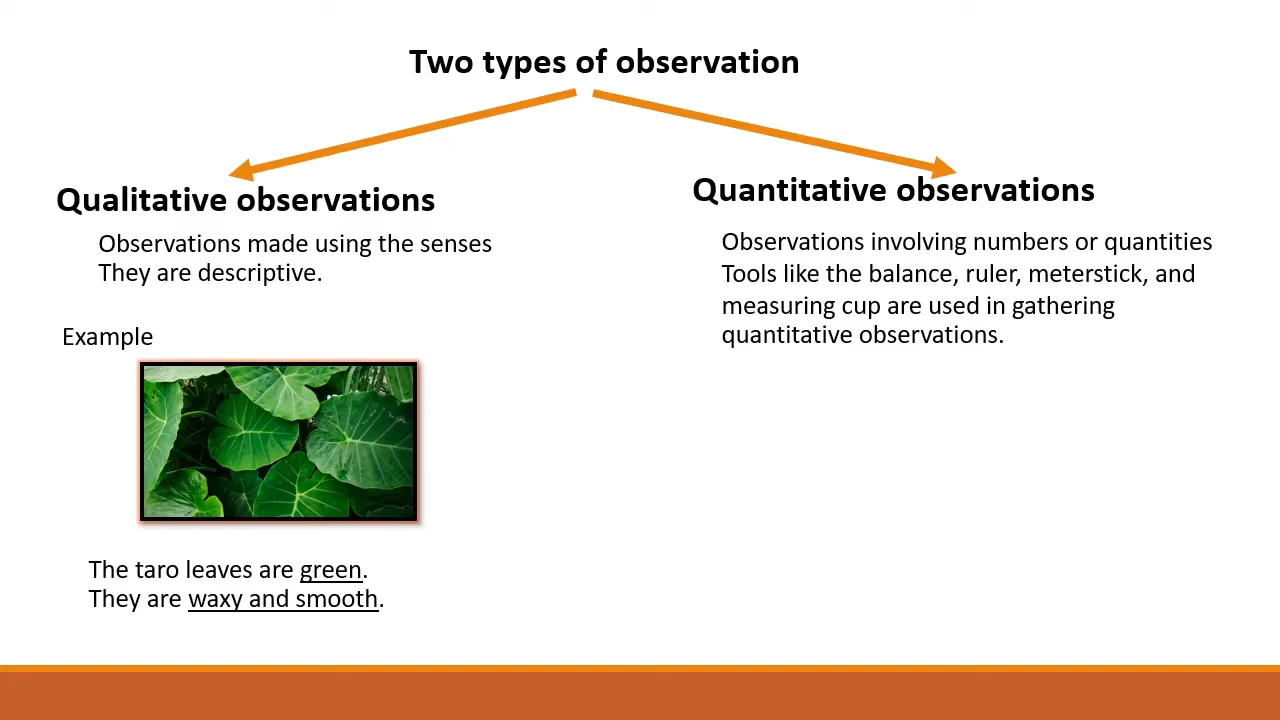 Two types of observation
Qualitative observations
Observations made using the senses
They are descriptive.
Example
The taro leaves are green.
They are waxy and smooth.
Quantitative observations
Observations involving numbers or quantities
Tools like the balance, ruler, meterstick, and
measuring cup are used in gathering
quantitative observations.